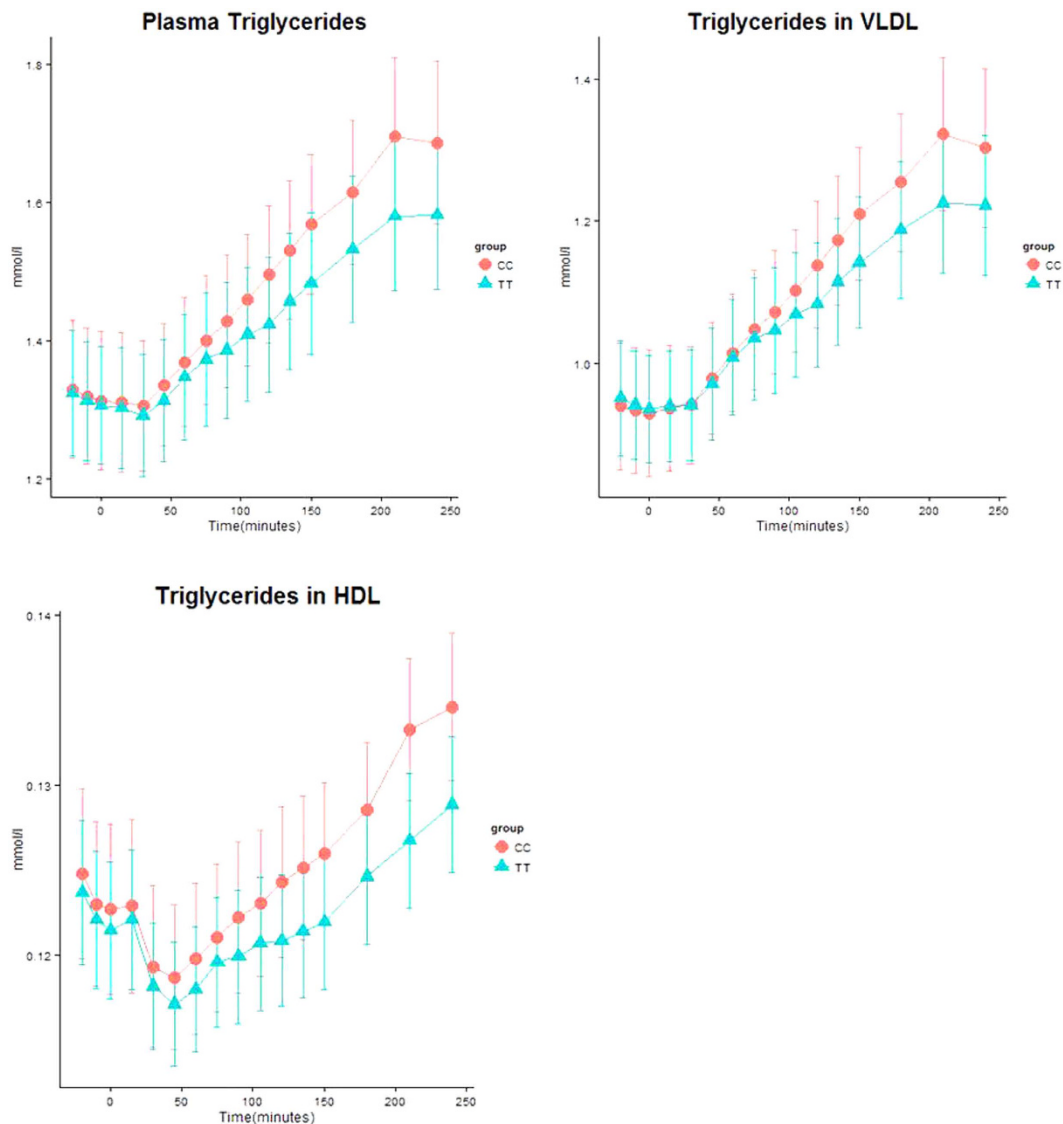 Plasma Triglycerides
1.8
1.6
1.4
1.2
mmol/l
0 50 100 150 200 250
Time(minutes)
group
CC
TT
Triglycerides in VLDL
1.4
1.2
1.0
mmol/l
0 50 100 150 200 250
Time(minutes)
group
CC
TT
Triglycerides in HDL
0.14
0.13
0.12
mmol/l
0 50 100 150 200 250
Time(minutes)
group
CC
TT